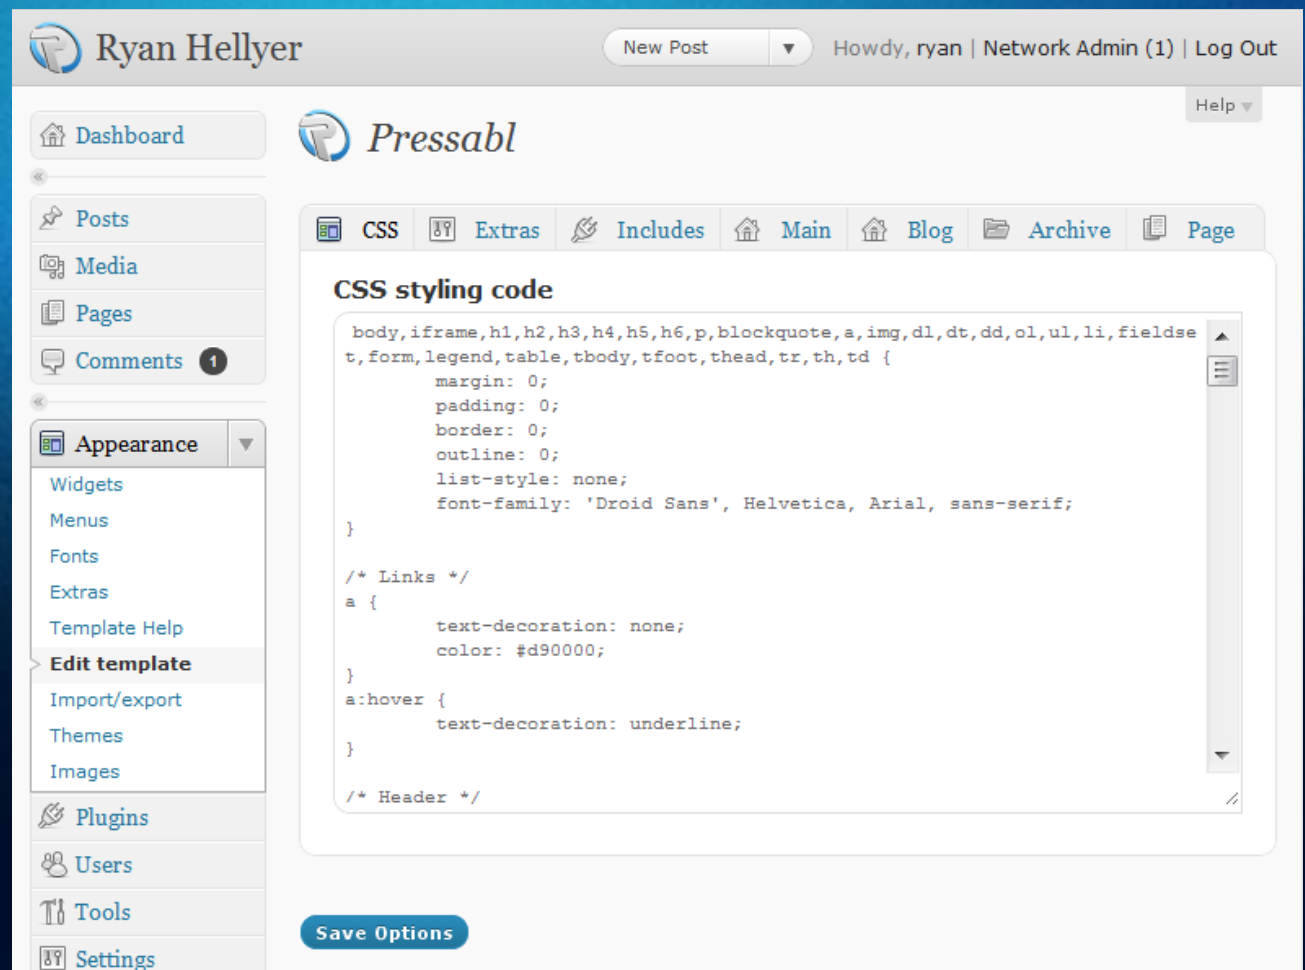 Ryan Hellyer
New Post
Howdy, ryan | Network Admin (1) | Log Out
Help
Dashboard
Posts
Media
Pages
Comments 1
Appearance
Widgets
Menus
Fonts
Extras
Template Help
Edit template
Import/export
Themes
Images
Plugins
Users
Tools
Settings
Pressabl
CSS Extras Includes Main Blog Archive Page
CSS styling code
body,iframe,h1,h2,h3,h4,h5,h6,p,blockquote,a,img,dl,dt,dd,ol,ul,li,fieldse
t,form,legend,table,tbody,tfoot,thead,tr,th,td {
margin: 0;
padding: 0;
border: 0;
outline: 0;
list-style: none;
font-family: 'Droid Sans', Helvetica, Arial, sans-serif;
}
/* Links */
a {
text-decoration: none;
color: #d90000;
}
a:hover {
text-decoration: underline;
}
/* Header */
Save Options